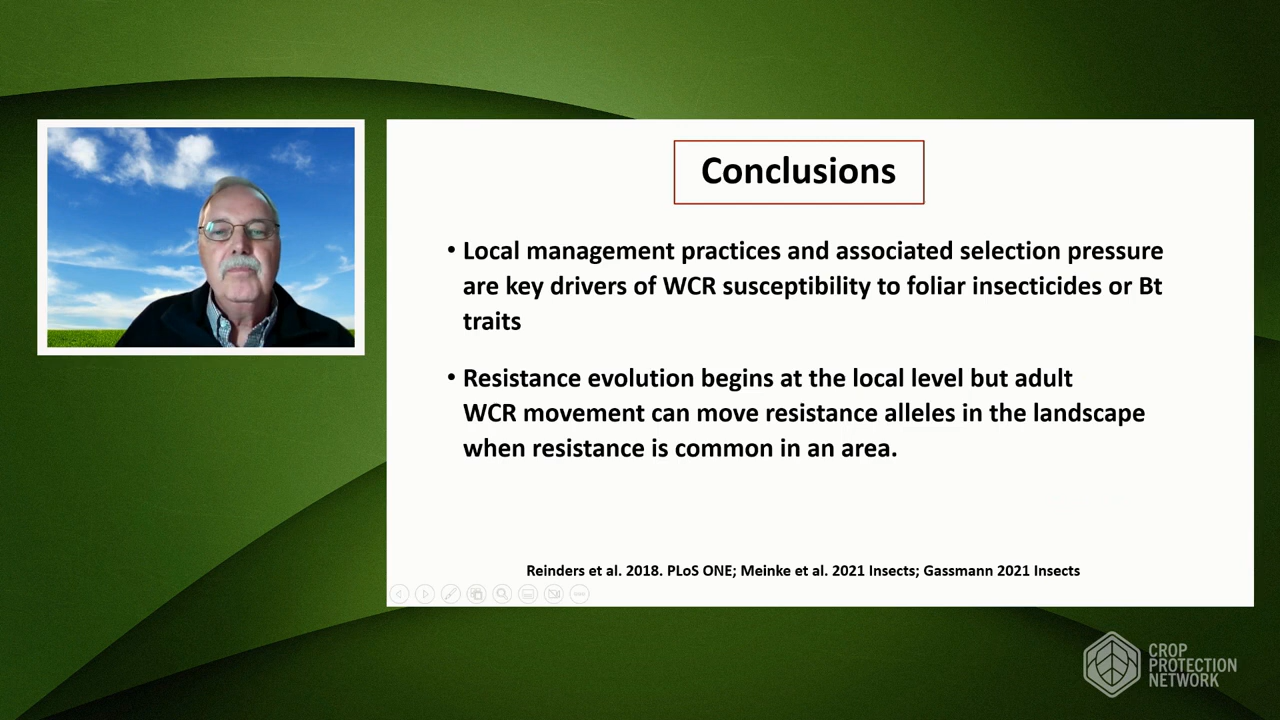 Conclusions
• Local management practices and associated selection pressure
are key drivers of WCR susceptibility to foliar insecticides or Bt
traits
• Resistance evolution begins at the local level but adult
WCR movement can move resistance alleles in the landscape
when resistance is common in an area.
Reinders et al. 2018. PLoS ONE; Meinke et al. 2021 Insects; Gassmann 2021 Insects
CROP
PROTECTION
NETWORK